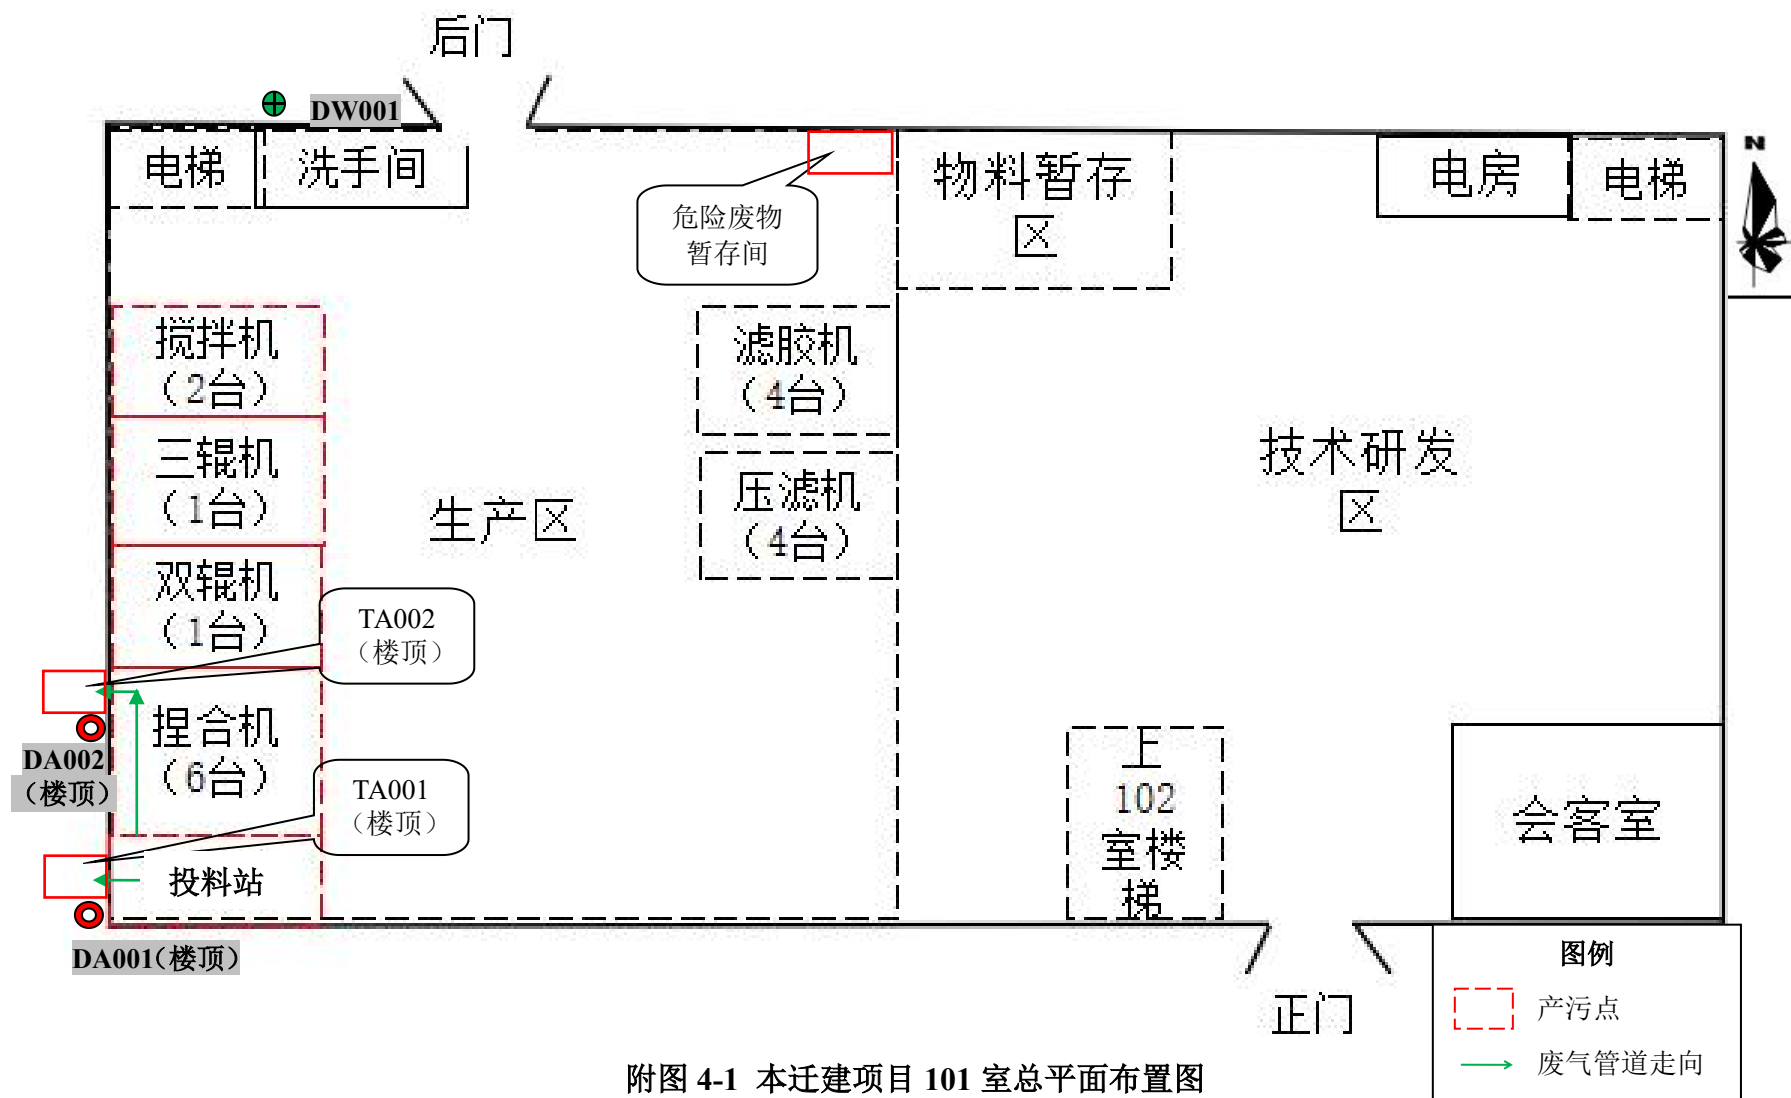 后门
DW001
电梯
洗手间
危险废物
暂存间
物料暂存
区
电房
电梯
N
搅拌机
（2台）
三辊机
（1台）
双辊机
（1台）
捏合机
（6台）
投料站
生产区
滤胶机
（4台）
压滤机
（4台）
技术研发
区
TA002
（楼顶）
DA002
（楼顶）
TA001
（楼顶）
DA001（楼顶）
上
102
室楼
梯
会客室
正门
图例
产污点
废气管道走向
附图 4-1 本迁建项目 101 室总平面布置图